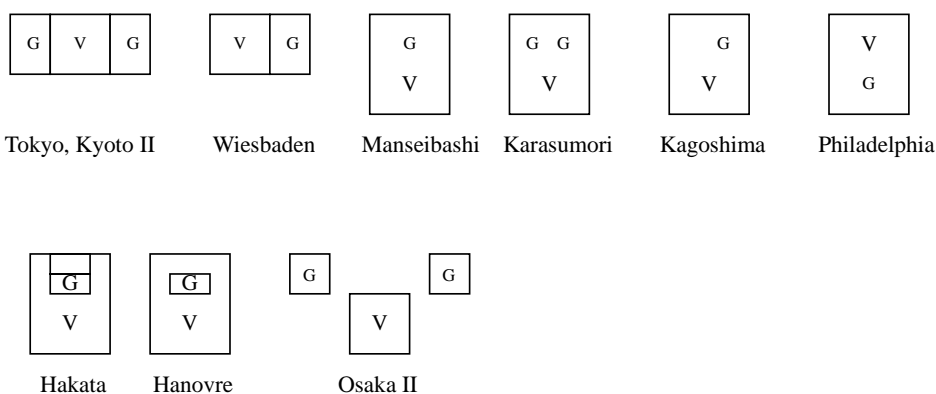 G V G V G G G G G V
V V V G
Tokyo, Kyoto II Wiesbaden Manseibashi Karasumori Kagoshima Philadelphia
G G G G
V V V
Hakata Hanovre Osaka II